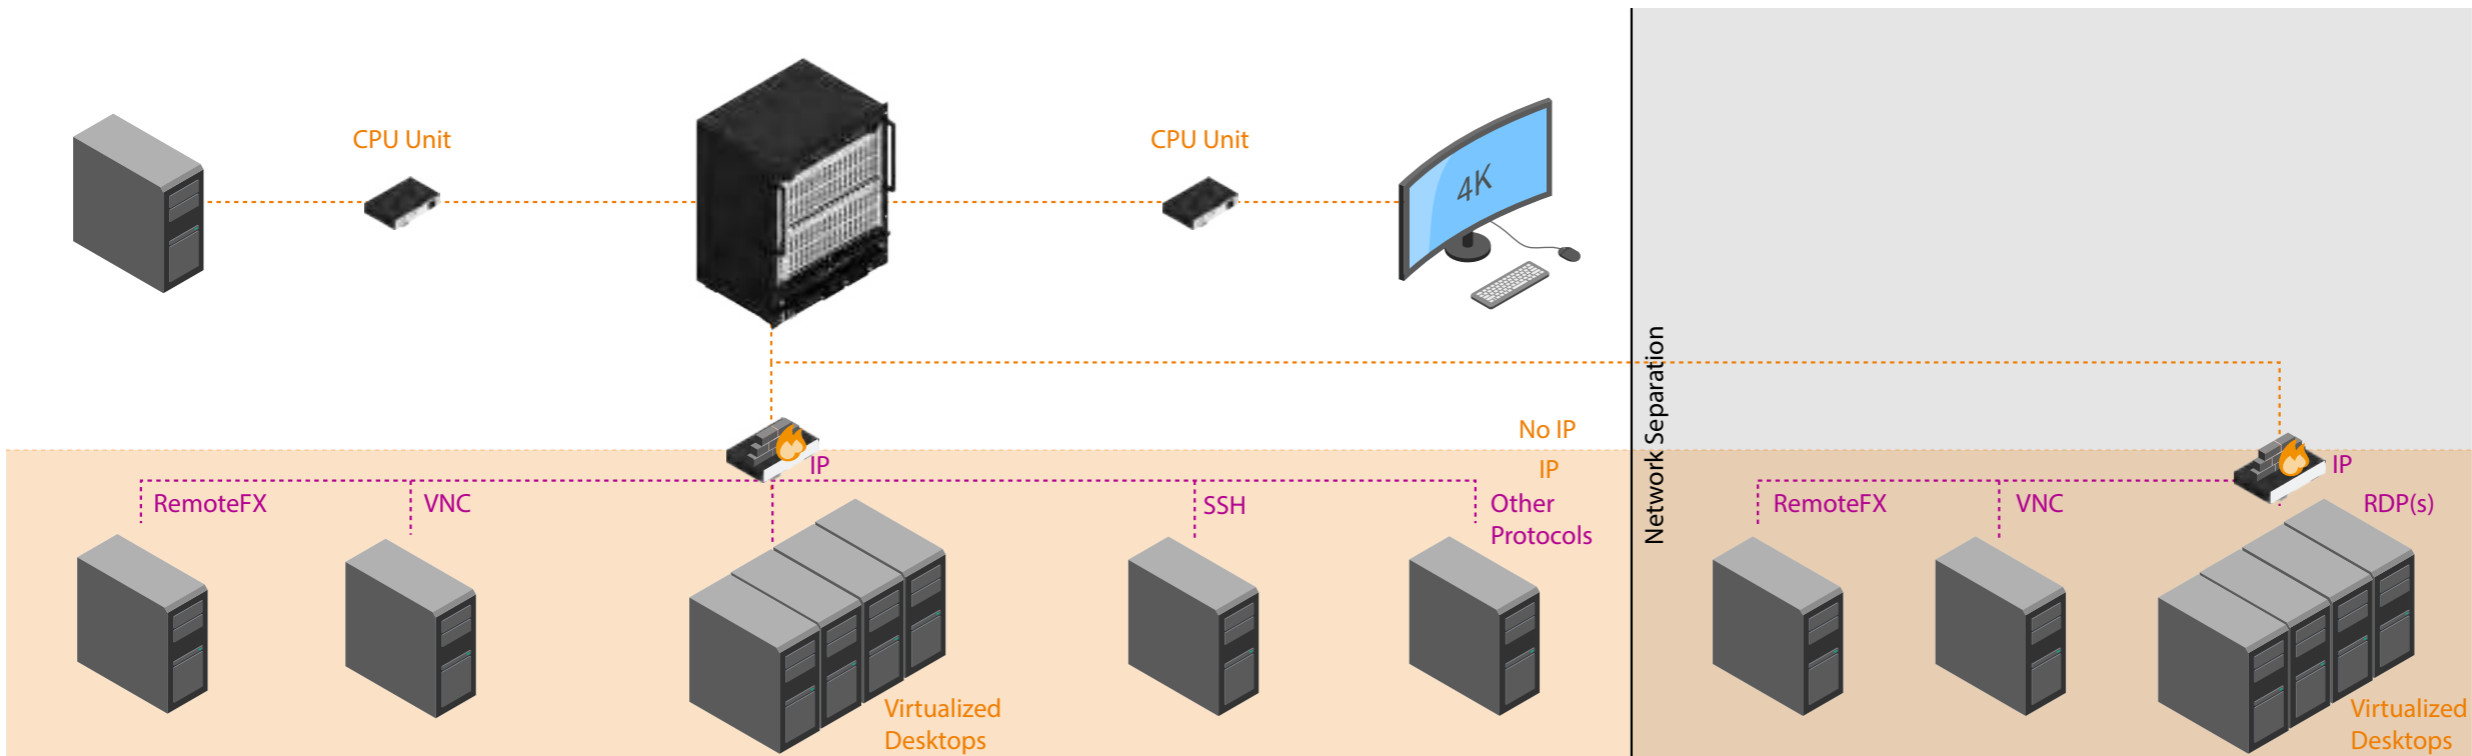 CPU Unit
CPU Unit
4K
Network Separation
No IP
IP
IP
IP
RemoteFX
VNC
SSH
Other
Protocols
RemoteFX
VNC
RDP(s)
Virtualized
Desktops
Virtualized
Desktops